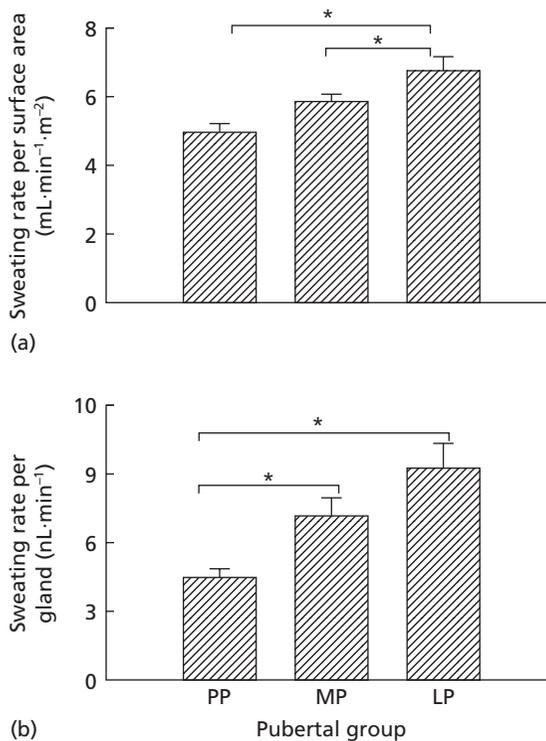 *
*
8
6
4
2
0
Sweating rate per surface area
(mL·min⁻¹·m⁻²)
(a)
*
*
10
9
6
3
0
Sweating rate per
gland (nL·min⁻¹)
PP MP LP
(b) Pubertal group